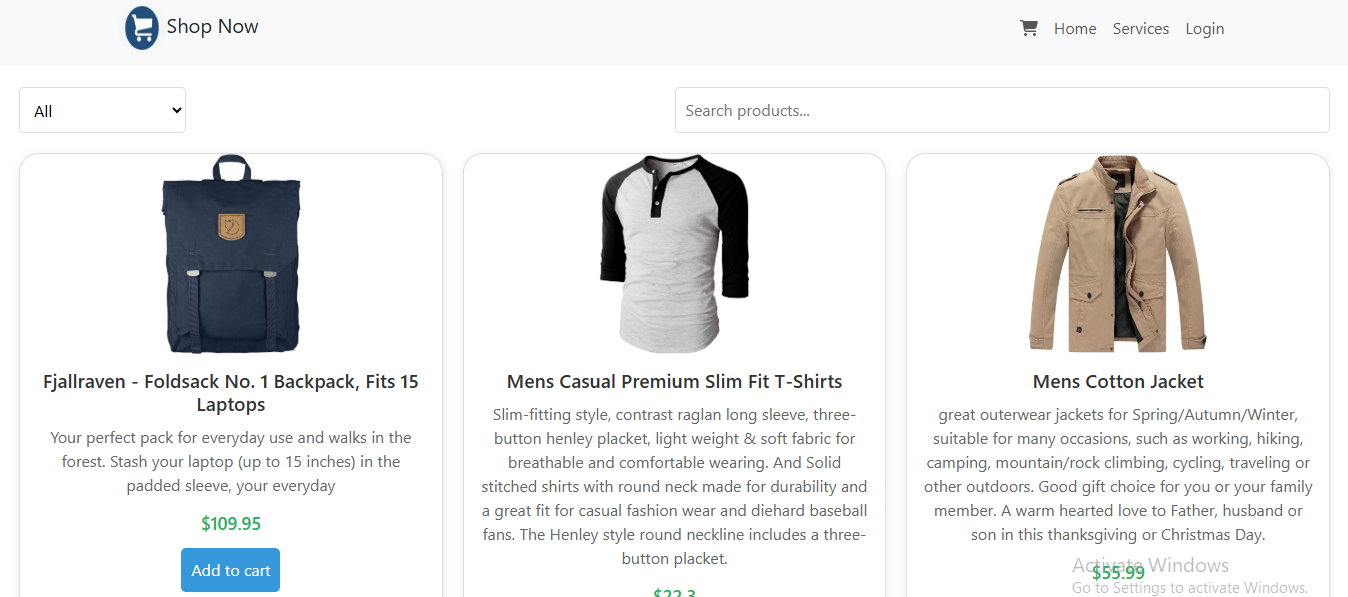 Shop Now
Home Services Login
All
Search products...
Fjallraven - Foldsack No. 1 Backpack, Fits 15
Laptops
Your perfect pack for everyday use and walks in the
forest. Stash your laptop (up to 15 inches) in the
padded sleeve, your everyday
$109.95
Add to cart
Mens Casual Premium Slim Fit T-Shirts
Slim-fitting style, contrast raglan long sleeve, three-
button henley placket, light weight & soft fabric for
breathable and comfortable wearing. And Solid
stitched shirts with round neck made for durability and
a great fit for casual fashion wear and diehard baseball
fans. The Henley style round neckline includes a three-
button placket.
$22.3
Mens Cotton Jacket
great outerwear jackets for Spring/Autumn/Winter,
suitable for many occasions, such as working, hiking,
camping, mountain/rock climbing, cycling, traveling or
other outdoors. Good gift choice for you or your family
member. A warm hearted love to Father, husband or
son in this thanksgiving or Christmas Day.
$55.99
Activate Windows
Go to Settings to activate Windows.